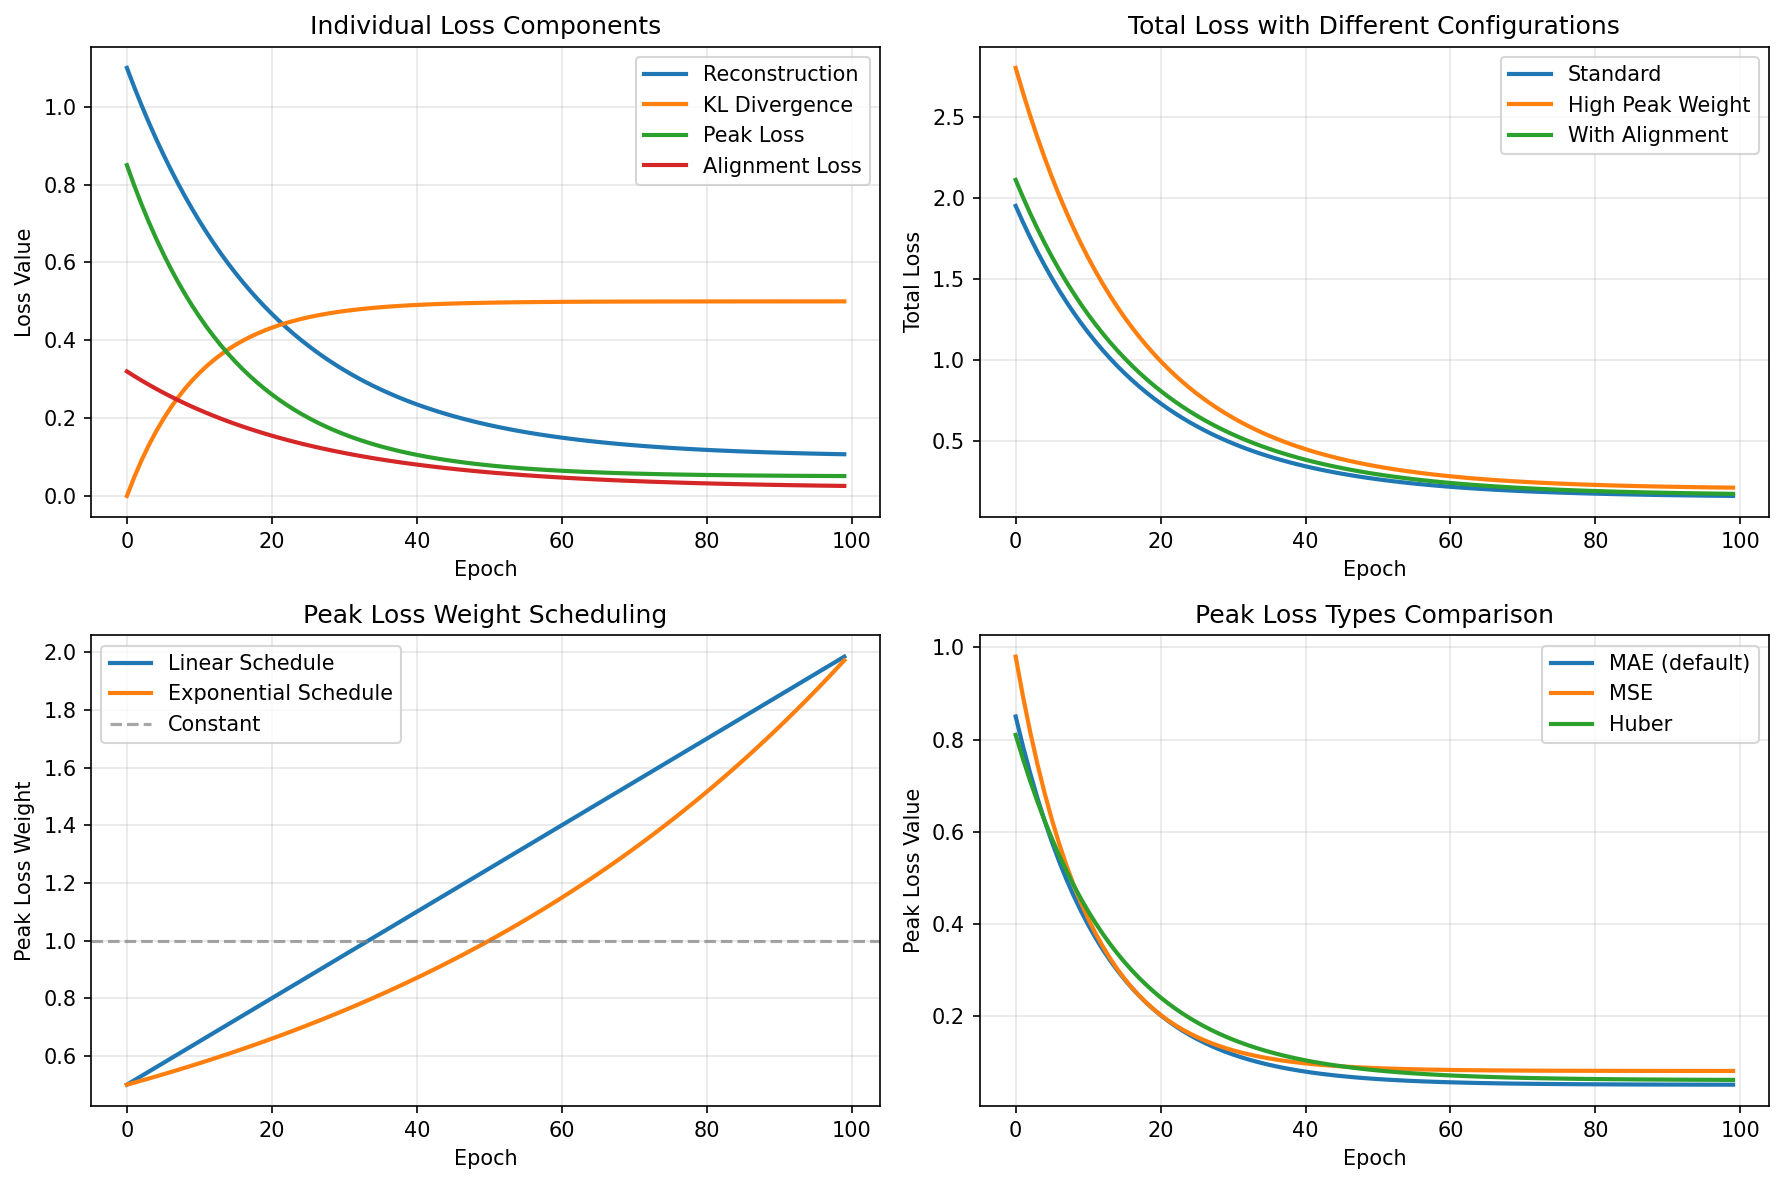 Individual Loss Components
Loss Value
1.0
0.8
0.6
0.4
0.2
0.0
Reconstruction
KL Divergence
Peak Loss
Alignment Loss
0 20 40 60 80 100
Epoch
Total Loss with Different Configurations
Total Loss
2.5
2.0
1.5
1.0
0.5
Standard
High Peak Weight
With Alignment
0 20 40 60 80 100
Epoch
Peak Loss Weight Scheduling
Peak Loss Weight
2.0
1.8
1.6
1.4
1.2
1.0
0.8
0.6
Linear Schedule
Exponential Schedule
Constant
0 20 40 60 80 100
Epoch
Peak Loss Types Comparison
Peak Loss Value
1.0
0.8
0.6
0.4
0.2
MAE (default)
MSE
Huber
0 20 40 60 80 100
Epoch